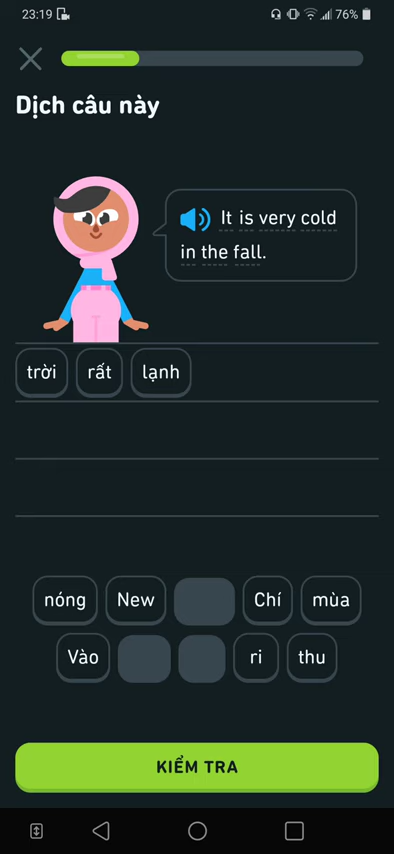 23:19
76%
Dịch câu này
It is very cold
in the fall.
trời rất lạnh
nóng New Chí mùa
Vào ri thu
KIỂM TRA